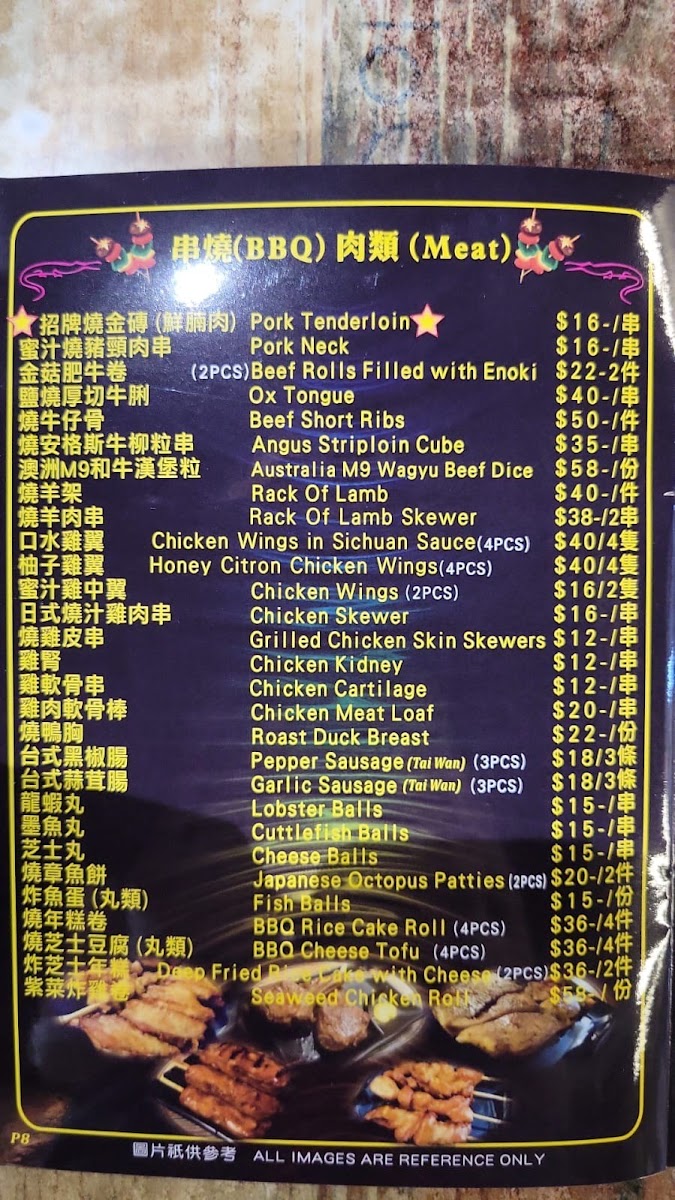 串燒(BBQ) 肉類 (Meat)
招牌燒金磚 (鮮腩肉) Pork Tenderloin $16-/串
蜜汁燒豬頸肉串 Pork Neck $16-/串
金菇肥牛卷 (2PCS) Beef Rolls Filled with Enoki $22-2件
鹽燒厚切牛脷 Ox Tongue $40-/串
燒牛仔骨 Beef Short Ribs $50-/件
燒安格斯牛柳粒串 Angus Striploin Cube $35-/串
澳洲M9和牛漢堡粒 Australia M9 Wagyu Beef Dice $58-/份
燒羊架 Rack Of Lamb $40-/件
燒羊肉串 Rack Of Lamb Skewer $38-/2串
口水雞翼 Chicken Wings in Sichuan Sauce(4PCS) $40/4隻
柚子雞翼 Honey Citron Chicken Wings(4PCS) $40/4隻
蜜汁雞中翼 Chicken Wings (2PCS) $16/2隻
日式燒汁雞肉串 Chicken Skewer $16-/串
燒雞皮串 Grilled Chicken Skin Skewers $12-/串
雞腎 Chicken Kidney $12-/串
雞軟骨串 Chicken Cartilage $12-/串
雞肉軟骨棒 Chicken Meat Loaf $20-/串
燒鴨胸 Roast Duck Breast $22-/份
台式黑椒腸 Pepper Sausage (Tai Wan) (3PCS) $18/3條
台式蒜茸腸 Garlic Sausage (Tai Wan) (3PCS) $18/3條
龍蝦丸 Lobster Balls $15-/串
墨魚丸 Cuttlefish Balls $15-/串
芝士丸 Cheese Balls $15-/串
燒章魚餅 Japanese Octopus Patties (2PCS) $20-/2件
炸魚蛋 (丸類) Fish Balls $15-/份
燒年糕卷 BBQ Rice Cake Roll (4PCS) $36-/4件
燒芝士豆腐 (丸類) BBQ Cheese Tofu (4PCS) $36-/4件
炸芝士年糕 Deep Fried Rice Cake with Cheese (2PCS) $36-/2件
紫菜炸雞卷 Seaweed Chicken Roll $58-/份
P8
圖片祇供參考 ALL IMAGES ARE REFERENCE ONLY